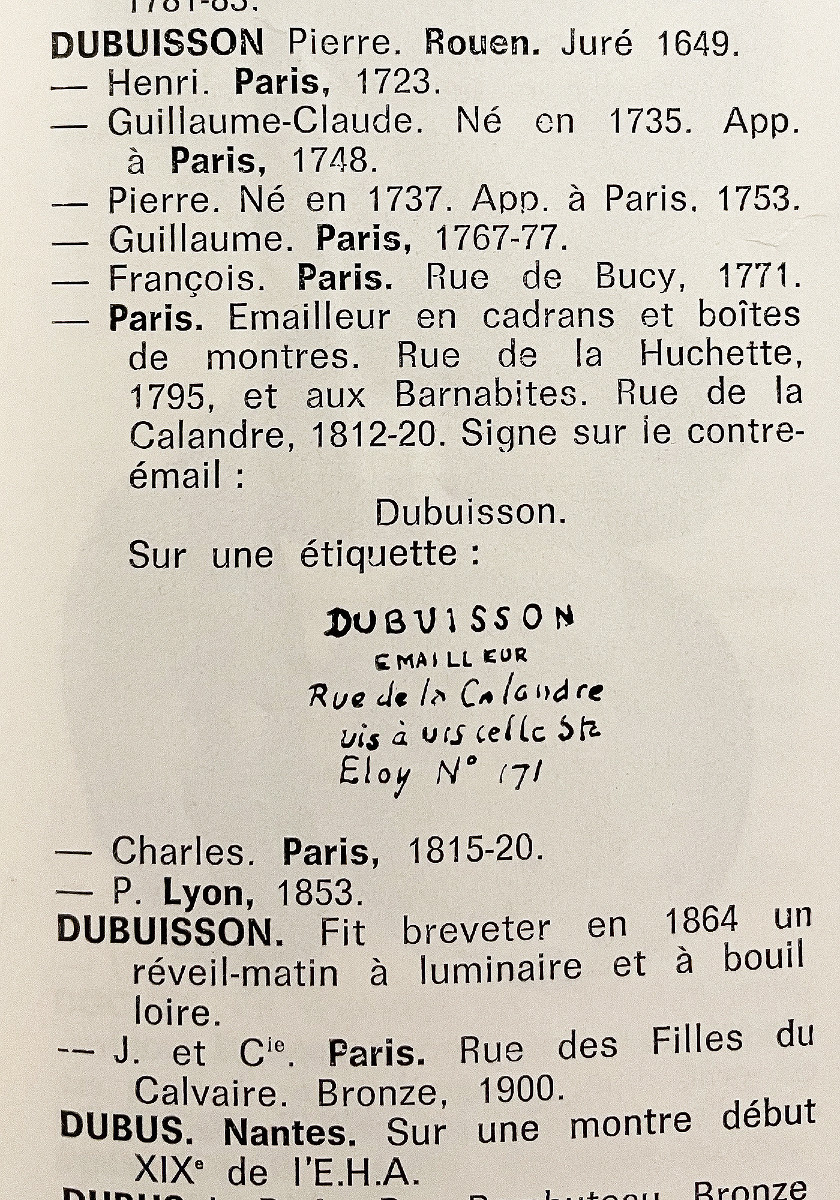 1781-83.
DUBUISSON Pierre. Rouen. Juré 1649.
— Henri. Paris, 1723.
— Guillaume-Claude. Né en 1735. App.
à Paris, 1748.
— Pierre. Né en 1737. App. à Paris. 1753.
— Guillaume. Paris, 1767-77.
— François. Paris. Rue de Bucy, 1771.
— Paris. Emailleur en cadrans et boîtes
de montres. Rue de la Huchette,
1795, et aux Barnabites. Rue de la
Calandre, 1812-20. Signe sur le contre-
émail :
Dubuisson.
Sur une étiquette :
DUBUISSON
EMAILLEUR
Rue de la Calandre
vis à vis celle St
Eloy N° 171
— Charles. Paris, 1815-20.
— P. Lyon, 1853.
DUBUISSON. Fit breveter en 1864 un
réveil-matin à luminaire et à bouil
loire.
-— J. et Cie. Paris. Rue des Filles du
Calvaire. Bronze, 1900.
DUBUS. Nantes. Sur une montre début
XIXe de l'E.H.A.
Bronze